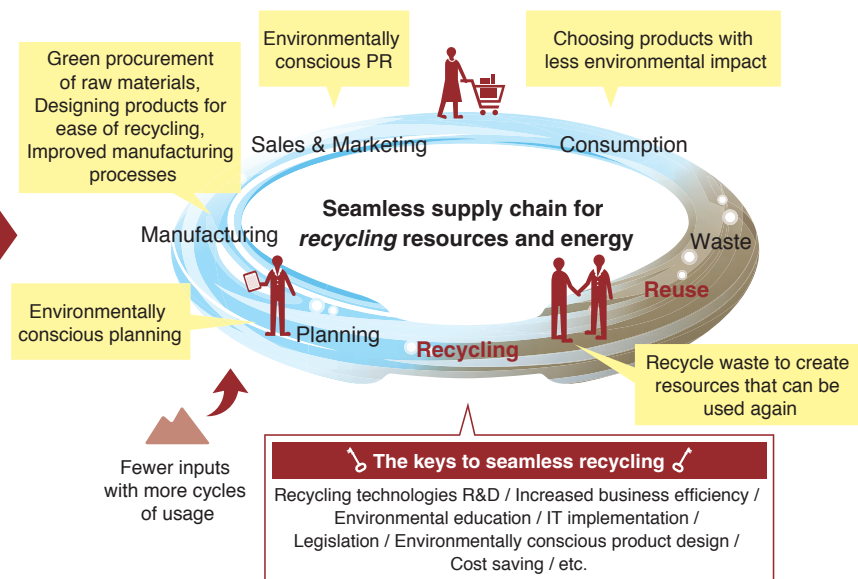 Green procurement
of raw materials,
Designing products for
ease of recycling,
Improved manufacturing
processes
Environmentally
conscious PR
Choosing products with
less environmental impact
Sales & Marketing
Consumption
Seamless supply chain for
recycling resources and energy
Manufacturing
Waste
Reuse
Environmentally
conscious planning
Planning
Recycling
Recycle waste to create
resources that can be
used again
Fewer inputs
with more cycles
of usage
The keys to seamless recycling
Recycling technologies R&D / Increased business efficiency /
Environmental education / IT implementation /
Legislation / Environmentally conscious product design /
Cost saving / etc.